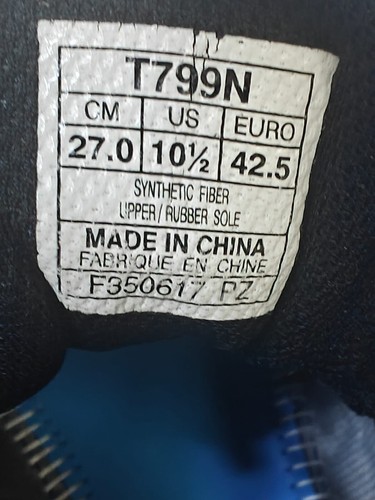 T799N
CM US EURO
27.0 10½ 42.5
SYNTHETIC FIBER
UPPER/RUBBER SOLE
MADE IN CHINA
FABRIQUE EN CHINE
F350617 PZ